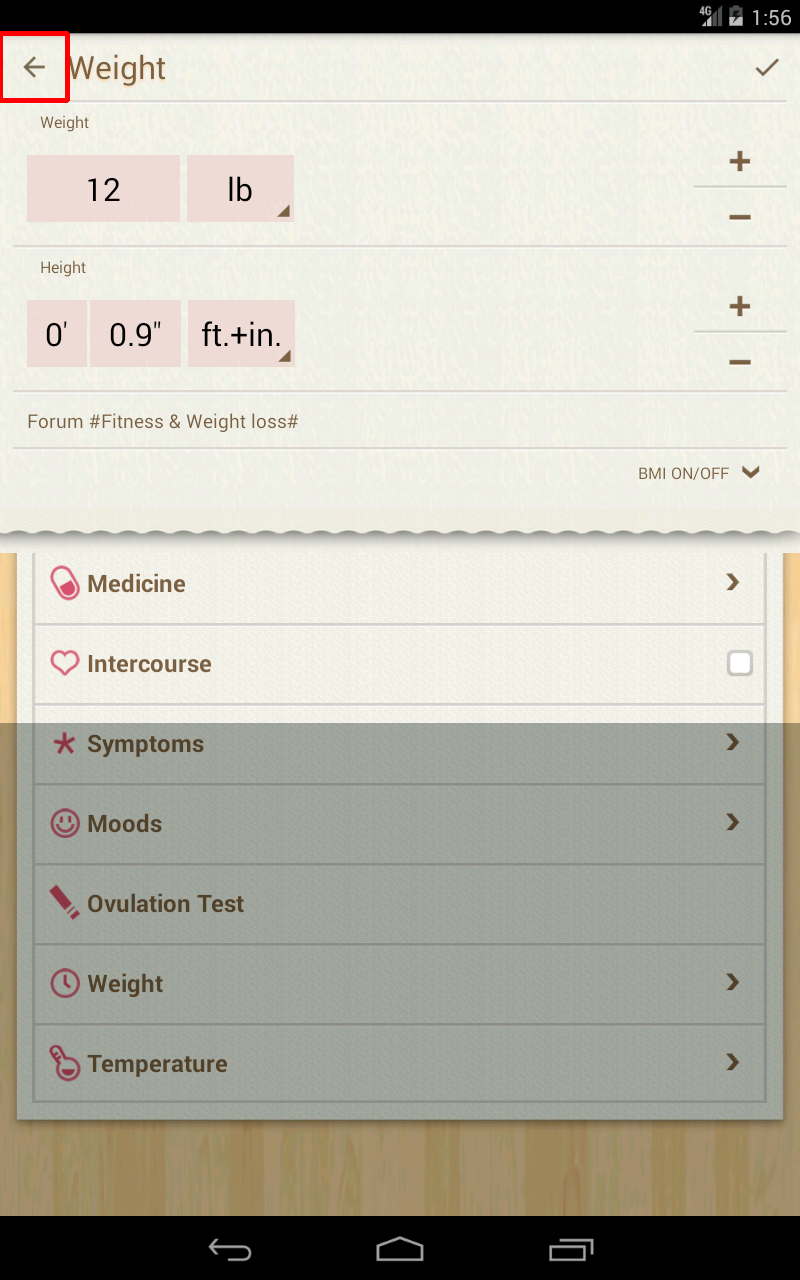 4G 1:56
Weight
Weight
12 lb
Height
0' 0.9" ft.+in.
Forum #Fitness & Weight loss#
BMI ON/OFF
Medicine
Intercourse
Symptoms
Moods
Ovulation Test
Weight
Temperature